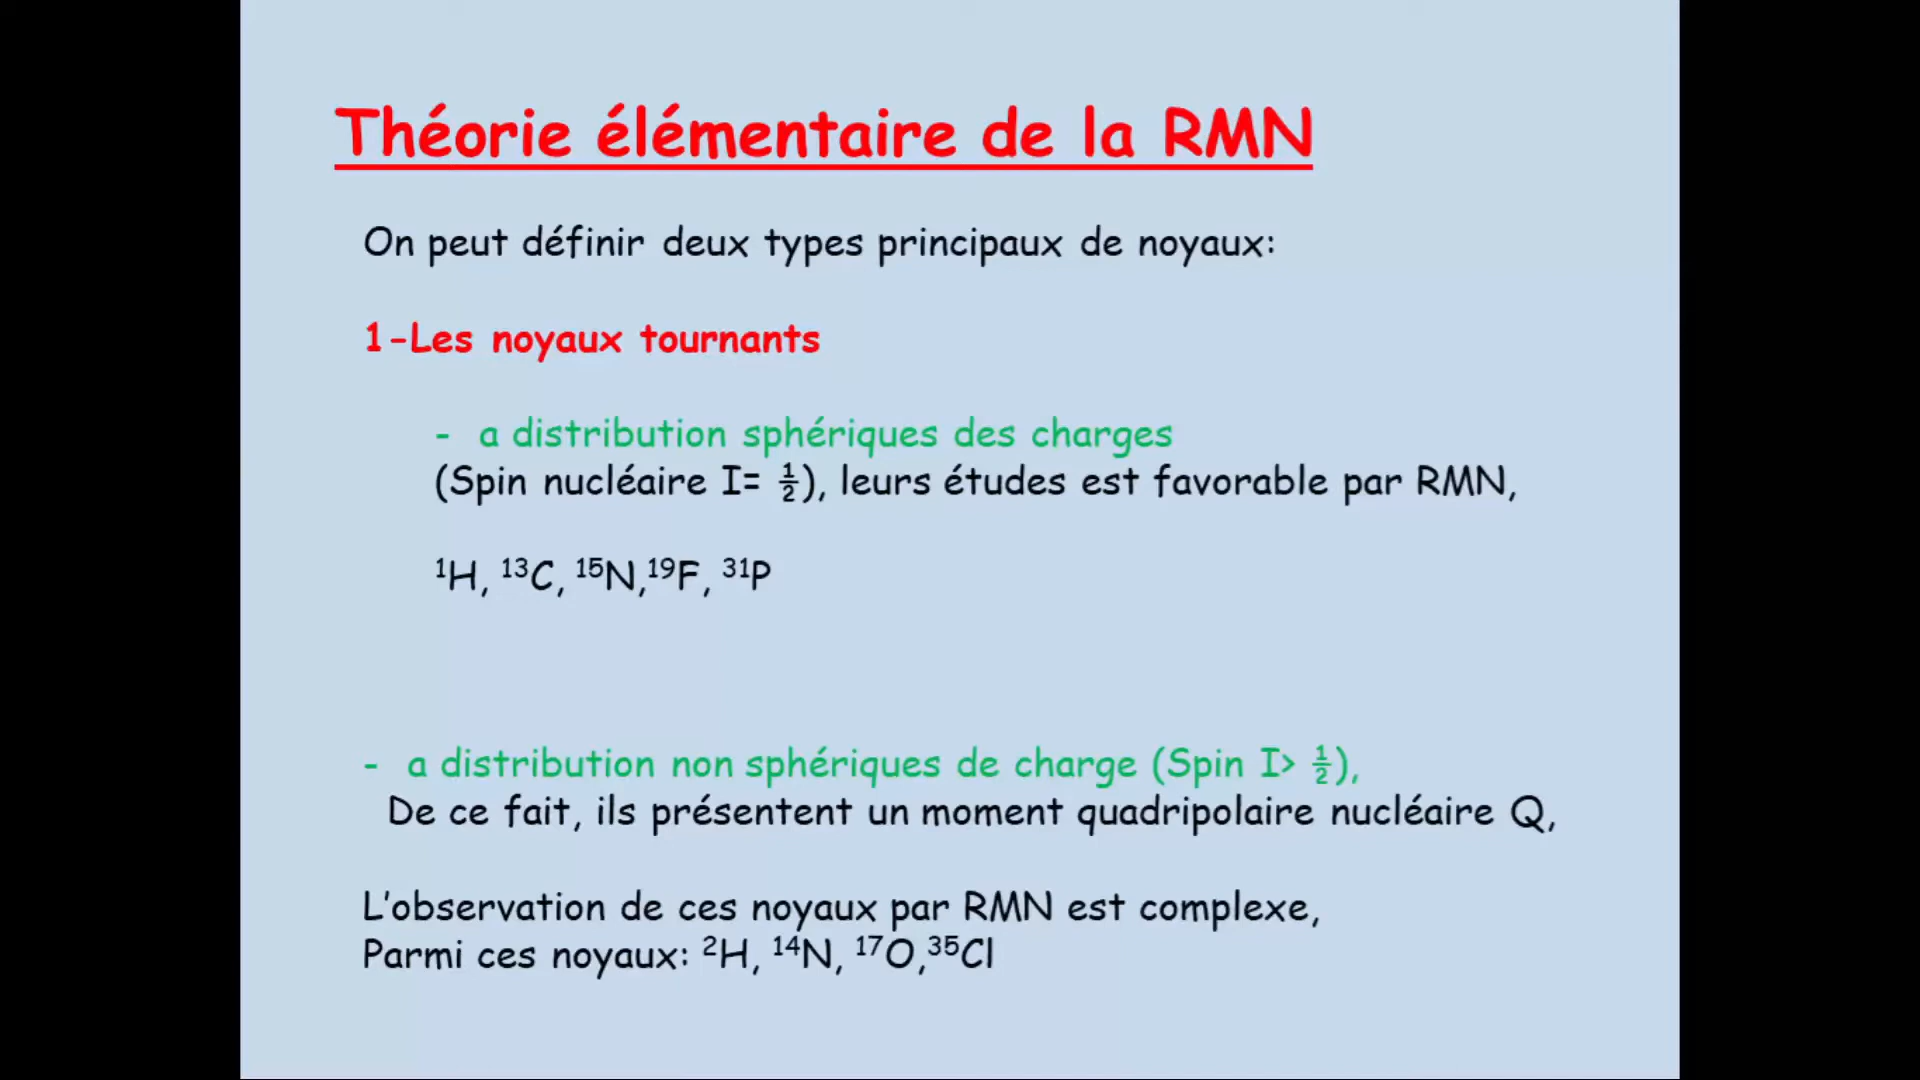 Théorie élémentaire de la RMN
On peut définir deux types principaux de noyaux:
1-Les noyaux tournants
- a distribution sphériques des charges
(Spin nucléaire I= ½), leurs études est favorable par RMN,
¹H, ¹³C, ¹⁵N,¹⁹F, ³¹P
- a distribution non sphériques de charge (Spin I> ½),
De ce fait, ils présentent un moment quadripolaire nucléaire Q,
L'observation de ces noyaux par RMN est complexe,
Parmi ces noyaux: ²H, ¹⁴N, ¹⁷O,³⁵Cl